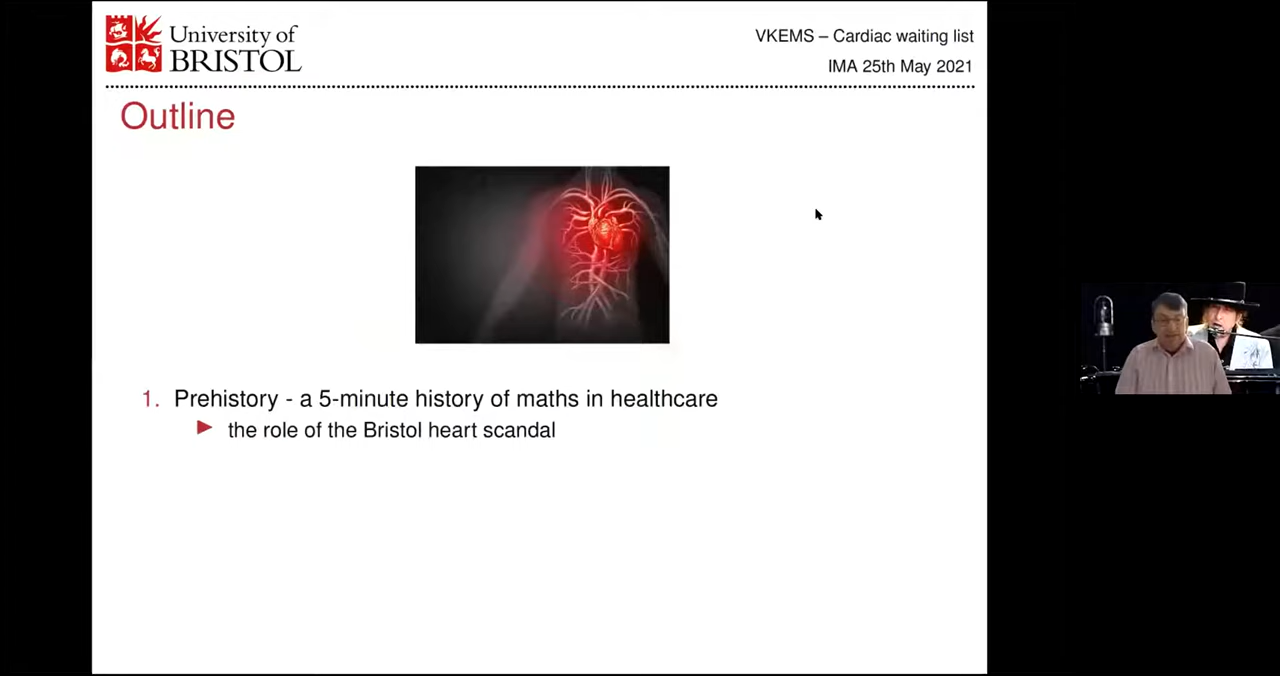 University of
BRISTOL
VKEMS – Cardiac waiting list
IMA 25th May 2021
Outline
1. Prehistory - a 5-minute history of maths in healthcare
the role of the Bristol heart scandal